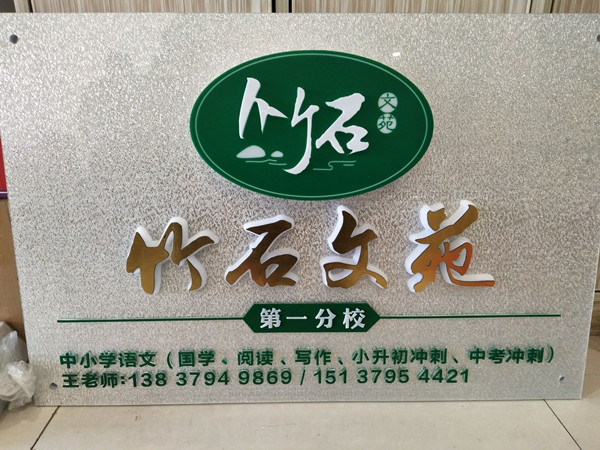 竹石 文苑
竹石文苑
第一分校
中小学语文（国学、阅读、写作、小升初冲刺、中考冲刺）
王老师:138 3794 9869 / 151 3795 4421